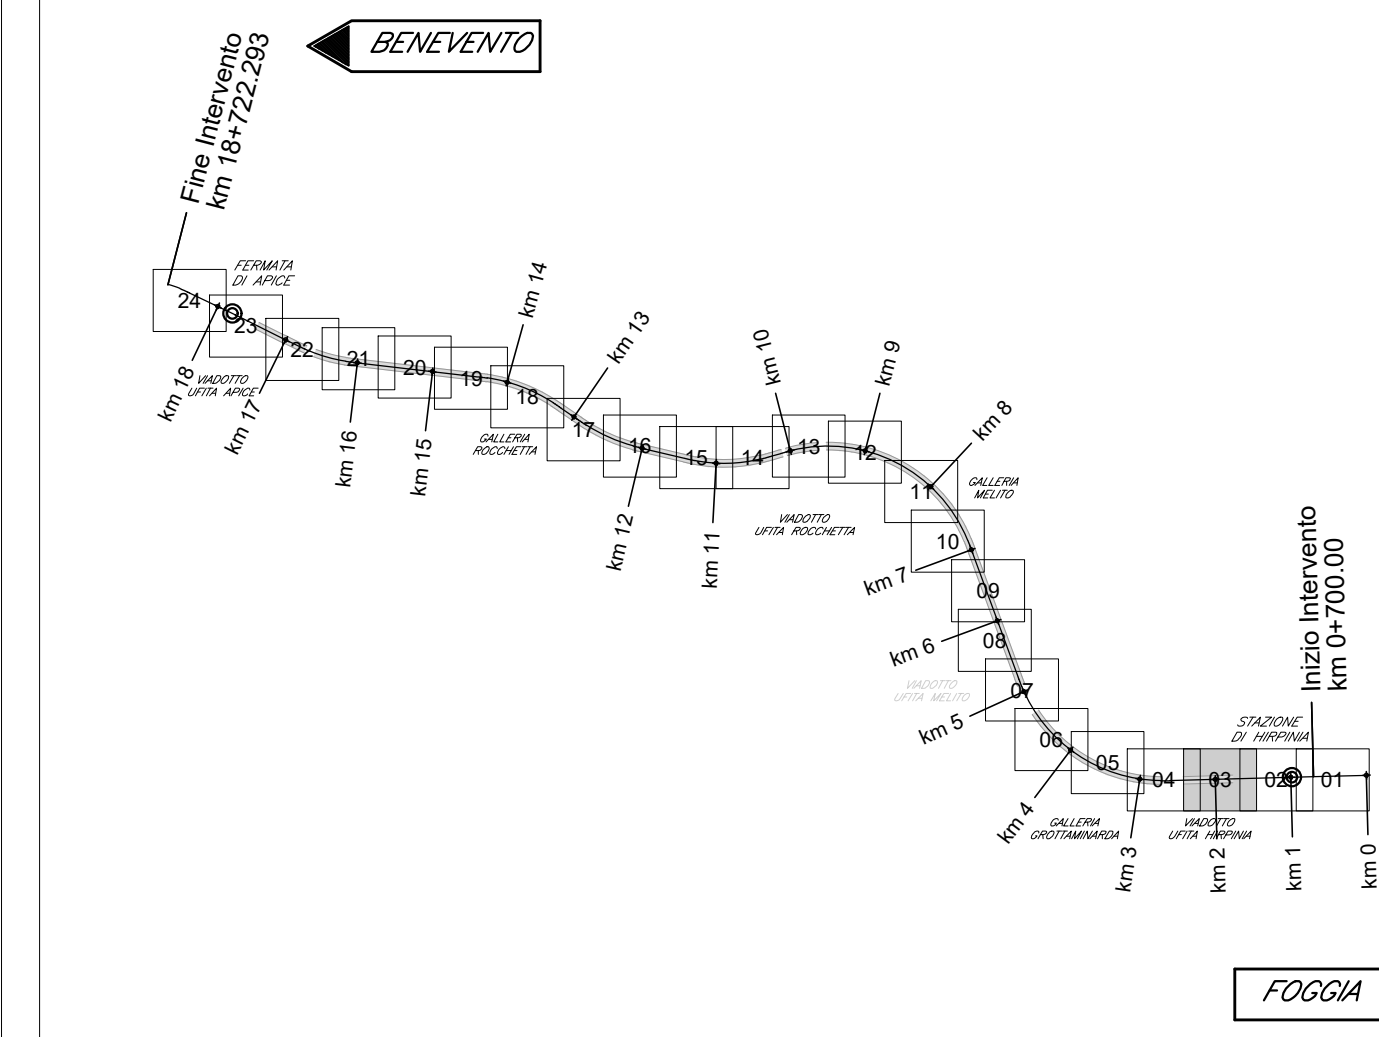 BENEVENTO
Fine Intervento
km 18+722.293
FERMATA
DI APICE
24
23
22
21
20
19
18
17
16
15
14
13
12
11
10
09
08
07
06
05
04
03
02
01
km 18
km 17
km 16
km 15
km 14
km 13
km 12
km 11
km 10
km 9
km 8
km 7
km 6
km 5
km 4
km 3
km 2
km 1
km 0
VIADOTTO
UFITA APICE
GALLERIA
ROCCHETTA
VIADOTTO
UFITA ROCCHETTA
GALLERIA
MELITO
VIADOTTO
UFITA MELITO
GALLERIA
GROTTAMINARDA
VIADOTTO
UFITA HIRPINIA
STAZIONE
DI HIRPINIA
Inizio Intervento
km 0+700.00
FOGGIA